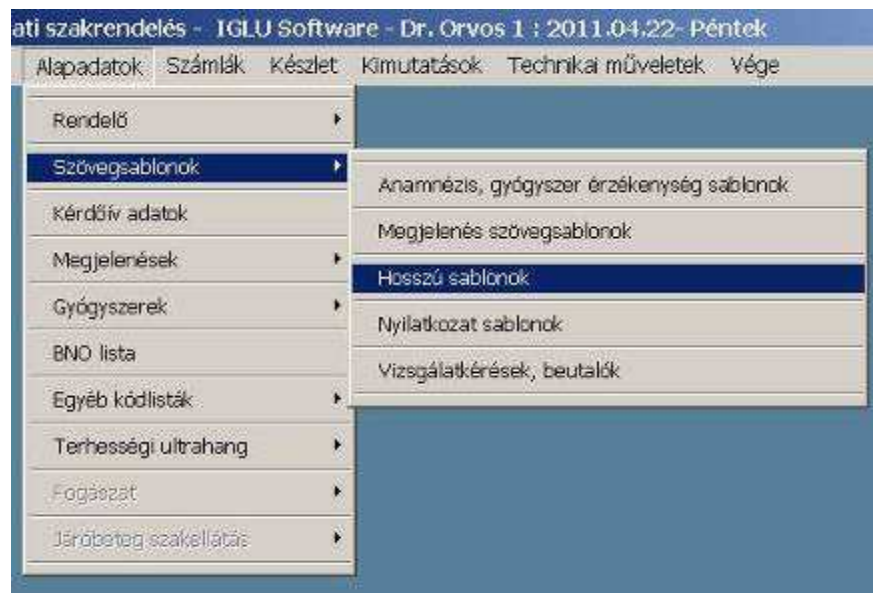 ati szakrendelés - IGLU Software - Dr. Orvos 1 : 2011.04.22- Péntek
Alapadatok Számlák Készlet Kimutatások Technikai műveletek Vége
Rendelő
Szövegsablonok
Kérdőív adatok
Megjelenések
Gyógyszerek
BNO lista
Egyéb kódlisták
Terhességi ultrahang
Fogászat
Járóbeteg szakellátás
Anamnézis, gyógyszer érzékenység sablonok
Megjelenés szövegsablonok
Hosszú sablonok
Nyilatkozat sablonok
Vizsgálatkérések, beutalók